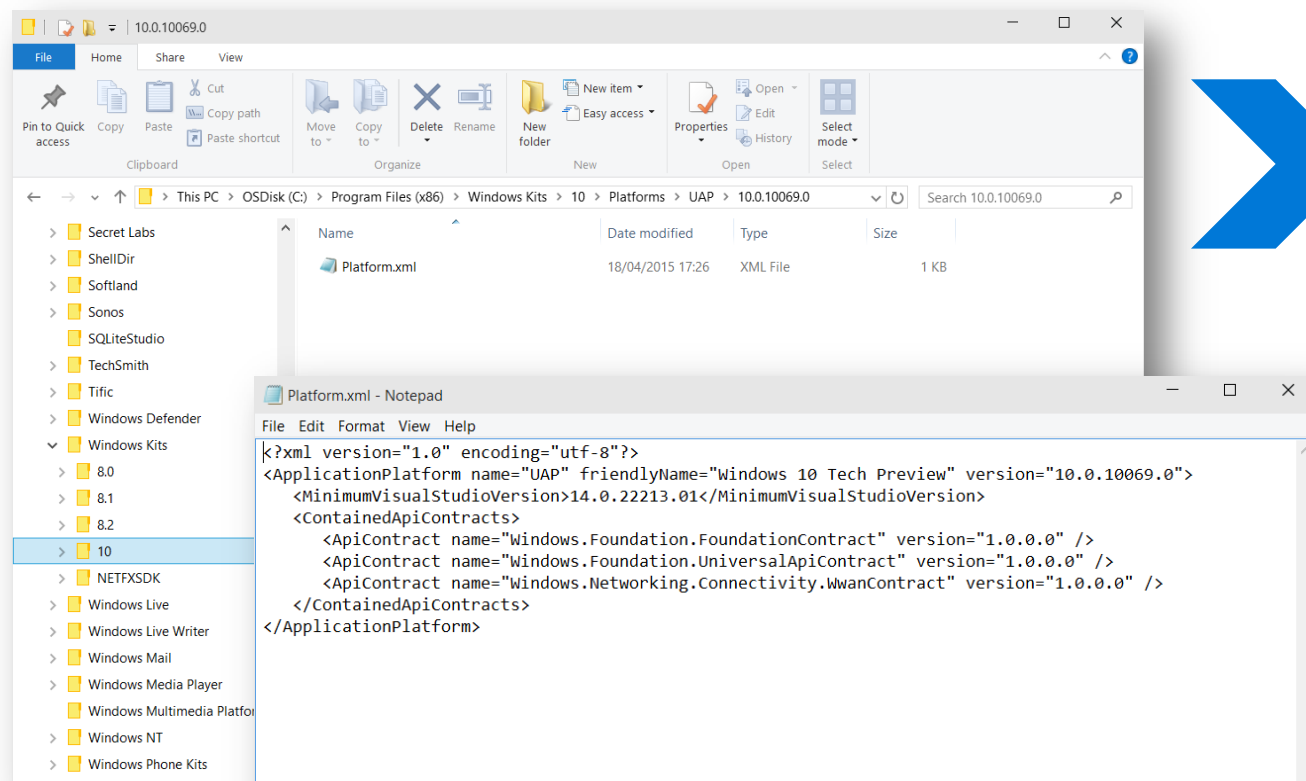 10.0.10069.0
File Home Share View
Pin to Quick access Copy Paste Cut Copy path Paste shortcut Move to Copy to Delete Rename New folder New item Easy access Properties Open Edit History Select mode
Clipboard Organize New Open Select
This PC > OSDisk (C:) > Program Files (x86) > Windows Kits > 10 > Platforms > UAP > 10.0.10069.0 Search 10.0.10069.0
Name Date modified Type Size
Platform.xml 18/04/2015 17:26 XML File 1 KB
Secret Labs
ShellDir
Softland
Sonos
SQLiteStudio
TechSmith
Tific
Windows Defender
Windows Kits
8.0
8.1
8.2
10
NETFXSDK
Windows Live
Windows Live Writer
Windows Mail
Windows Media Player
Windows Multimedia Platfor
Windows NT
Windows Phone Kits
Platform.xml - Notepad
File Edit Format View Help
<?xml version="1.0" encoding="utf-8"?>
<ApplicationPlatform name="UAP" friendlyName="Windows 10 Tech Preview" version="10.0.10069.0">
<MinimumVisualStudioVersion>14.0.22213.01</MinimumVisualStudioVersion>
<ContainedApiContracts>
<ApiContract name="Windows.Foundation.FoundationContract" version="1.0.0.0" />
<ApiContract name="Windows.Foundation.UniversalApiContract" version="1.0.0.0" />
<ApiContract name="Windows.Networking.Connectivity.WwanContract" version="1.0.0.0" />
</ContainedApiContracts>
</ApplicationPlatform>